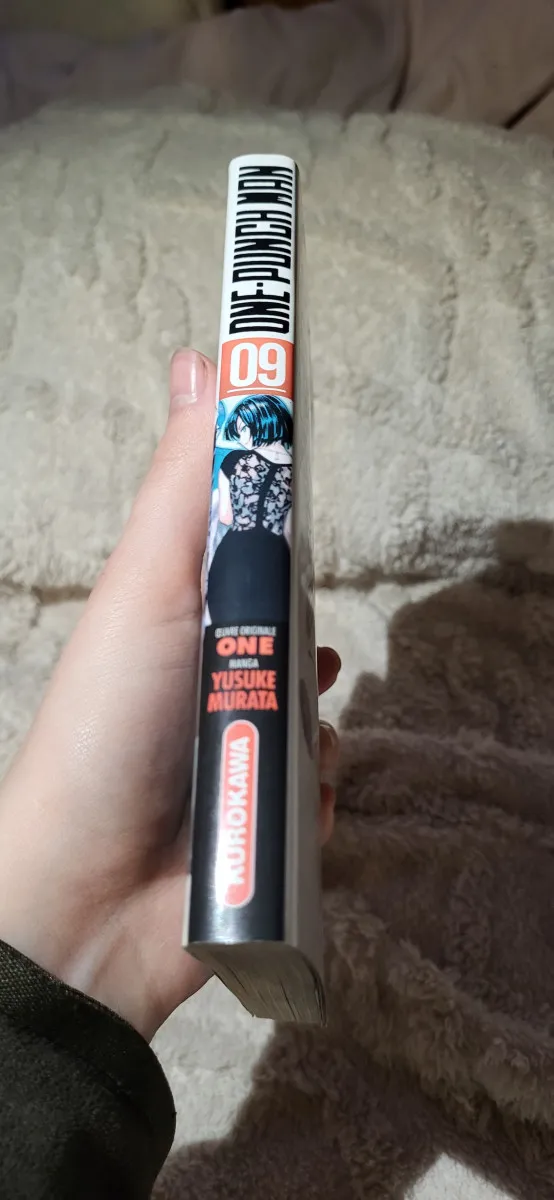 ONE-PUNCH MAN
09
ŒUVRE ORIGINALE
ONE
MANGA
YUSUKE
MURATA
KUROKAWA